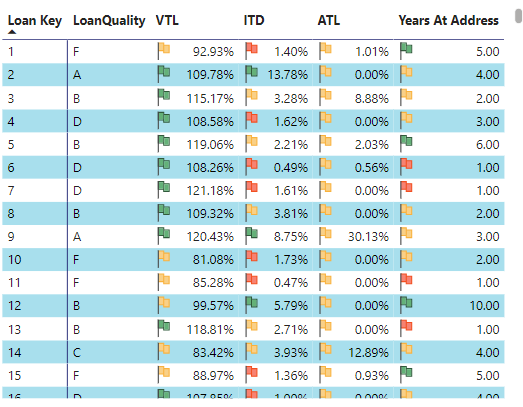 Loan Key LoanQuality VTL ITD ATL Years At Address
1 F 92.93% 1.40% 1.01% 5.00
2 A 109.78% 13.78% 0.00% 4.00
3 B 115.17% 3.28% 8.88% 2.00
4 D 108.58% 1.62% 0.00% 3.00
5 B 119.06% 2.21% 2.03% 6.00
6 D 108.26% 0.49% 0.56% 1.00
7 D 121.18% 1.61% 0.00% 1.00
8 B 109.32% 3.81% 0.00% 2.00
9 A 120.43% 8.75% 30.13% 3.00
10 F 81.08% 1.73% 0.00% 2.00
11 F 85.28% 0.47% 0.00% 1.00
12 B 99.57% 5.79% 0.00% 10.00
13 B 118.81% 2.71% 0.00% 1.00
14 C 83.42% 3.93% 12.89% 4.00
15 F 88.97% 1.36% 0.93% 5.00
16 D 107.85% 1.00% 0.00% 4.00